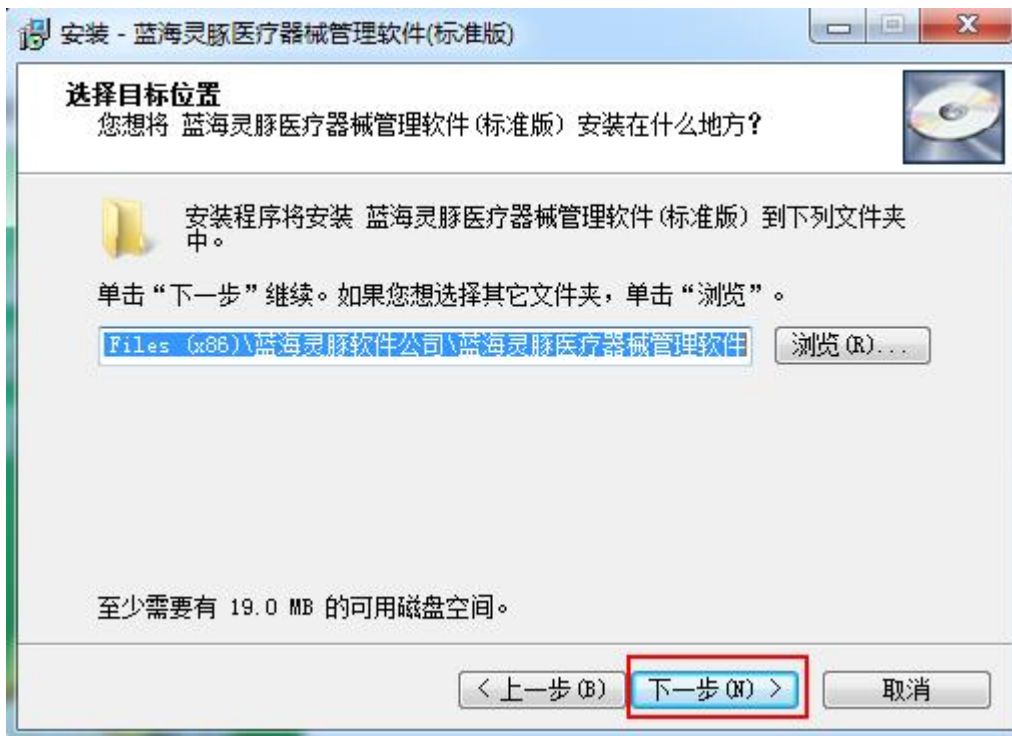 安装 - 蓝海灵豚医疗器械管理软件(标准版)
选择目标位置
您想将 蓝海灵豚医疗器械管理软件(标准版) 安装在什么地方?
安装程序将安装 蓝海灵豚医疗器械管理软件(标准版) 到下列文件夹
中。
单击“下一步”继续。如果您想选择其它文件夹,单击“浏览”。
Files (x86)\蓝海灵豚软件公司\蓝海灵豚医疗器械管理软件
浏览(R)...
至少需要有 19.0 MB 的可用磁盘空间。
< 上一步(B)
下一步(N) >
取消